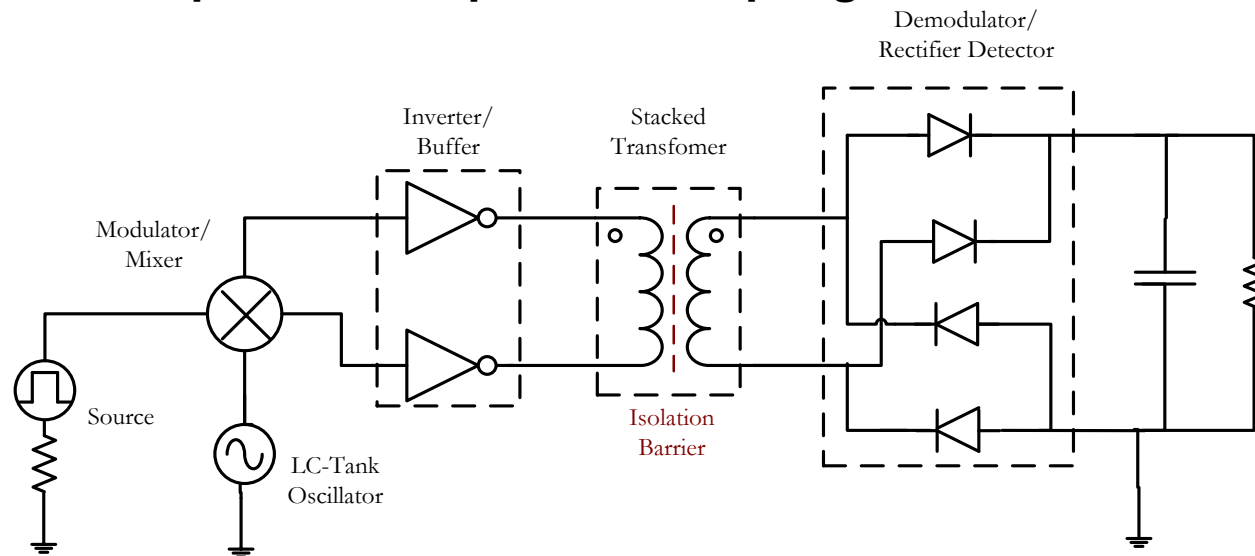 Demodulator/
Rectifier Detector
Inverter/
Buffer
Stacked
Transfomer
Modulator/
Mixer
Source
LC-Tank
Oscillator
Isolation
Barrier